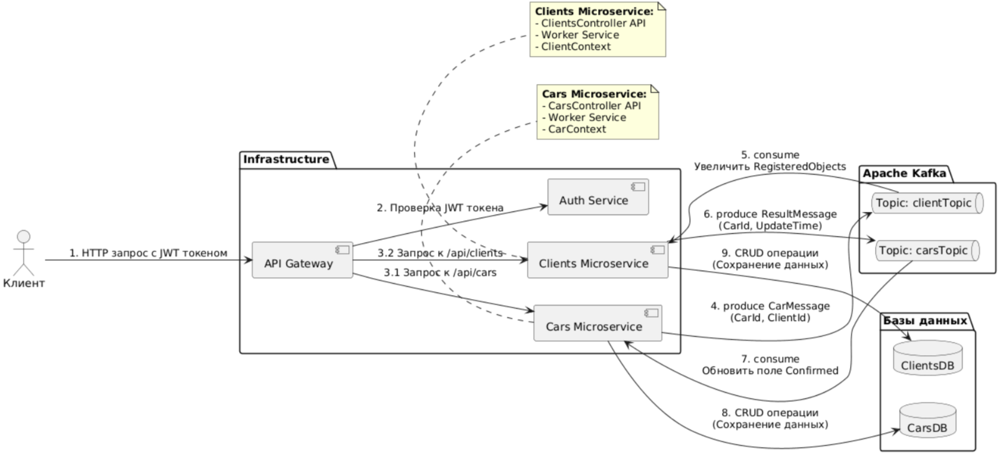 Clients Microservice:
- ClientsController API
- Worker Service
- ClientContext
Cars Microservice:
- CarsController API
- Worker Service
- CarContext
Infrastructure
Auth Service
2. Проверка JWT токена
1. HTTP запрос с JWT токеном
Клиент
API Gateway
3.2 Запрос к /api/clients
3.1 Запрос к /api/cars
Clients Microservice
Cars Microservice
5. consume
Увеличить RegisteredObjects
6. produce ResultMessage
(CarId, UpdateTime)
9. CRUD операции
(Сохранение данных)
4. produce CarMessage
(CarId, ClientId)
7. consume
Обновить поле Confirmed
8. CRUD операции
(Сохранение данных)
Apache Kafka
Topic: clientTopic
Topic: carsTopic
Базы данных
ClientsDB
CarsDB